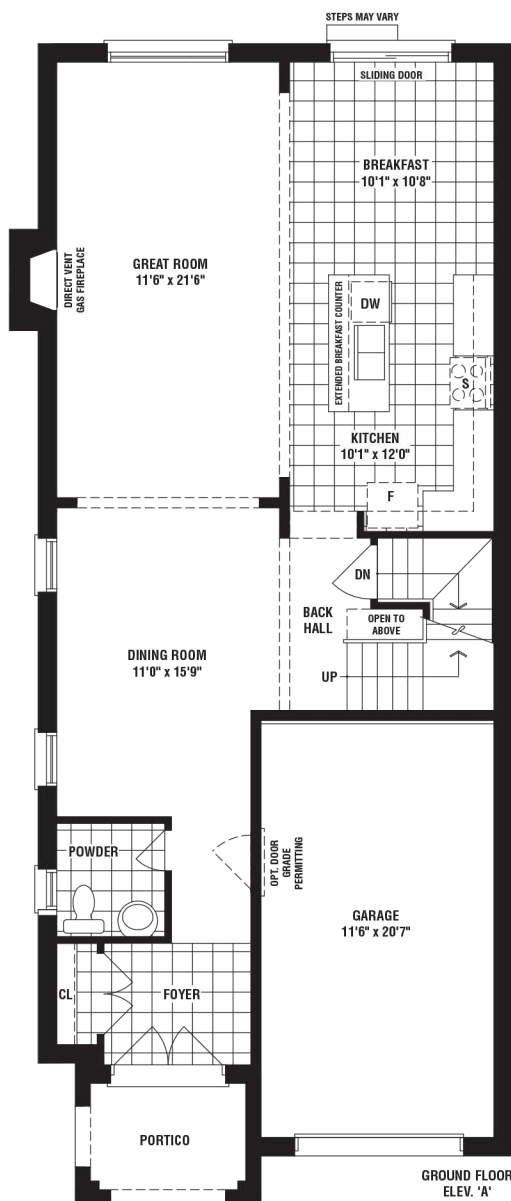 STEPS MAY VARY
SLIDING DOOR
BREAKFAST
10'1" x 10'8"
GREAT ROOM
11'6" x 21'6"
DIRECT VENT
GAS FIREPLACE
EXTENDED BREAKFAST COUNTER
DW
S
KITCHEN
10'1" x 12'0"
F
DN
BACK
HALL
OPEN TO
ABOVE
UP
DINING ROOM
11'0" x 15'9"
POWDER
OPT. DOOR
GRADE
PERMITTING
GARAGE
11'6" x 20'7"
CL
FOYER
PORTICO
GROUND FLOOR
ELEV. 'A'